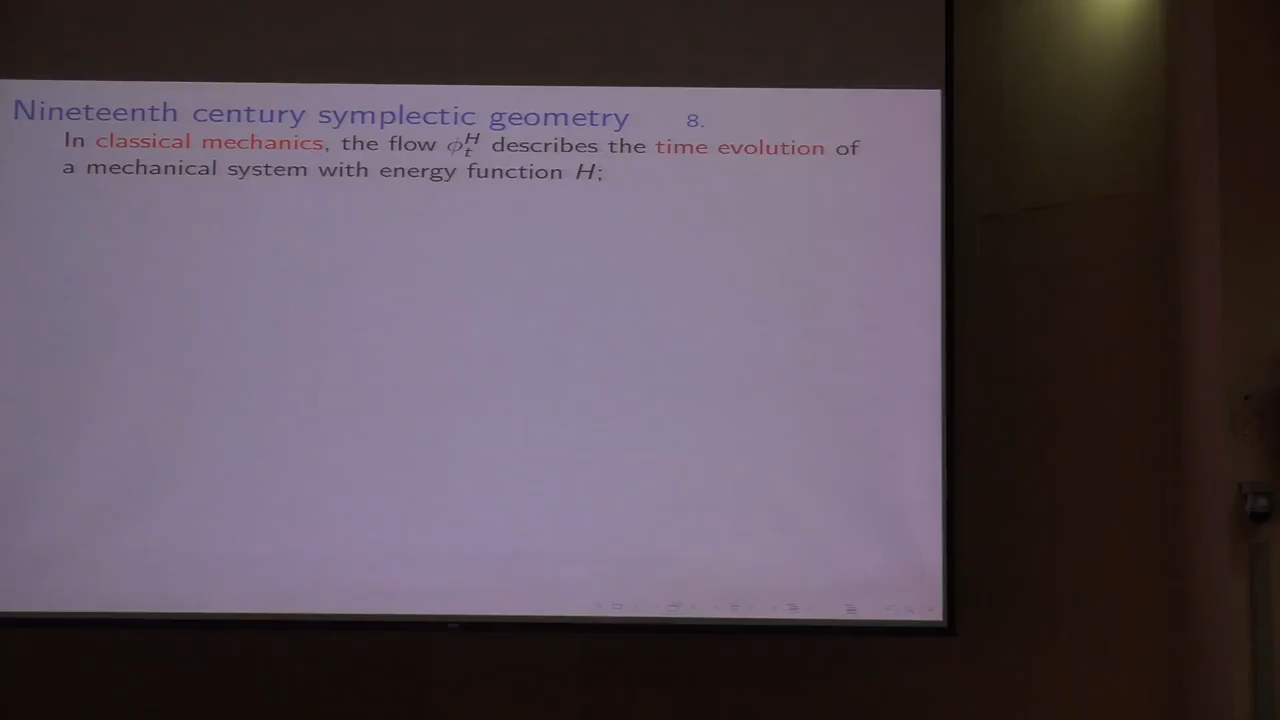 Nineteenth century symplectic geometry 8.
In classical mechanics, the flow $\phi_t^H$ describes the time evolution of
a mechanical system with energy function H;